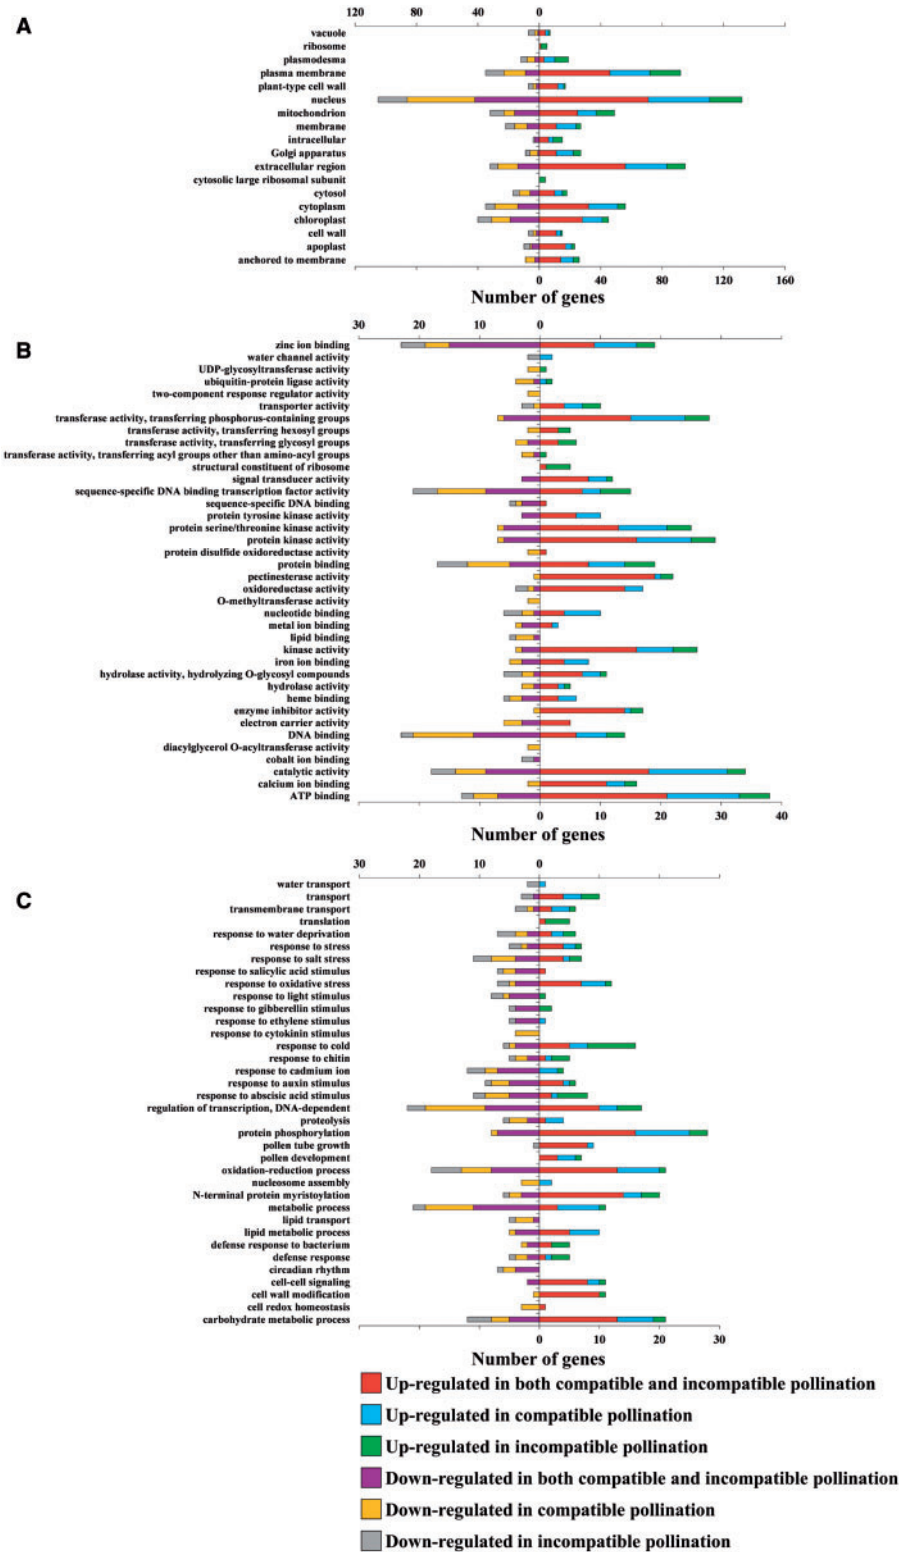 A
120 80 40 0
vacuole
ribosome
plasmodesma
plasma membrane
plant-type cell wall
nucleus
mitochondrion
membrane
intracellular
Golgi apparatus
extracellular region
cytosolic large ribosomal subunit
cytosol
cytoplasm
chloroplast
cell wall
apoplast
anchored to membrane
0 40 80 120 160
Number of genes
B
30 20 10 0
zinc ion binding
water channel activity
UDP-glycosyltransferase activity
ubiquitin-protein ligase activity
two-component response regulator activity
transporter activity
transferase activity, transferring phosphorus-containing groups
transferase activity, transferring hexosyl groups
transferase activity, transferring glycosyl groups
transferase activity, transferring acyl groups other than amino-acyl groups
structural constituent of ribosome
signal transducer activity
sequence-specific DNA binding transcription factor activity
sequence-specific DNA binding
protein tyrosine kinase activity
protein serine/threonine kinase activity
protein kinase activity
protein disulfide oxidoreductase activity
protein binding
pectinesterase activity
oxidoreductase activity
O-methyltransferase activity
nucleotide binding
metal ion binding
lipid binding
kinase activity
iron ion binding
hydrolase activity, hydrolyzing O-glycosyl compounds
hydrolase activity
heme binding
enzyme inhibitor activity
electron carrier activity
DNA binding
diacylglycerol O-acyltransferase activity
cobalt ion binding
catalytic activity
calcium ion binding
ATP binding
0 10 20 30 40
Number of genes
C
30 20 10 0
water transport
transport
transmembrane transport
translation
response to water deprivation
response to stress
response to salt stress
response to salicylic acid stimulus
response to oxidative stress
response to light stimulus
response to gibberellin stimulus
response to ethylene stimulus
response to cytokinin stimulus
response to cold
response to chitin
response to cadmium ion
response to auxin stimulus
response to abscisic acid stimulus
regulation of transcription, DNA-dependent
proteolysis
protein phosphorylation
pollen tube growth
pollen development
oxidation-reduction process
nucleosome assembly
N-terminal protein myristoylation
metabolic process
lipid transport
lipid metabolic process
defense response to bacterium
defense response
circadian rhythm
cell-cell signaling
cell wall modification
cell redox homeostasis
carbohydrate metabolic process
0 10 20 30
Number of genes
Up-regulated in both compatible and incompatible pollination
Up-regulated in compatible pollination
Up-regulated in incompatible pollination
Down-regulated in both compatible and incompatible pollination
Down-regulated in compatible pollination
Down-regulated in incompatible pollination